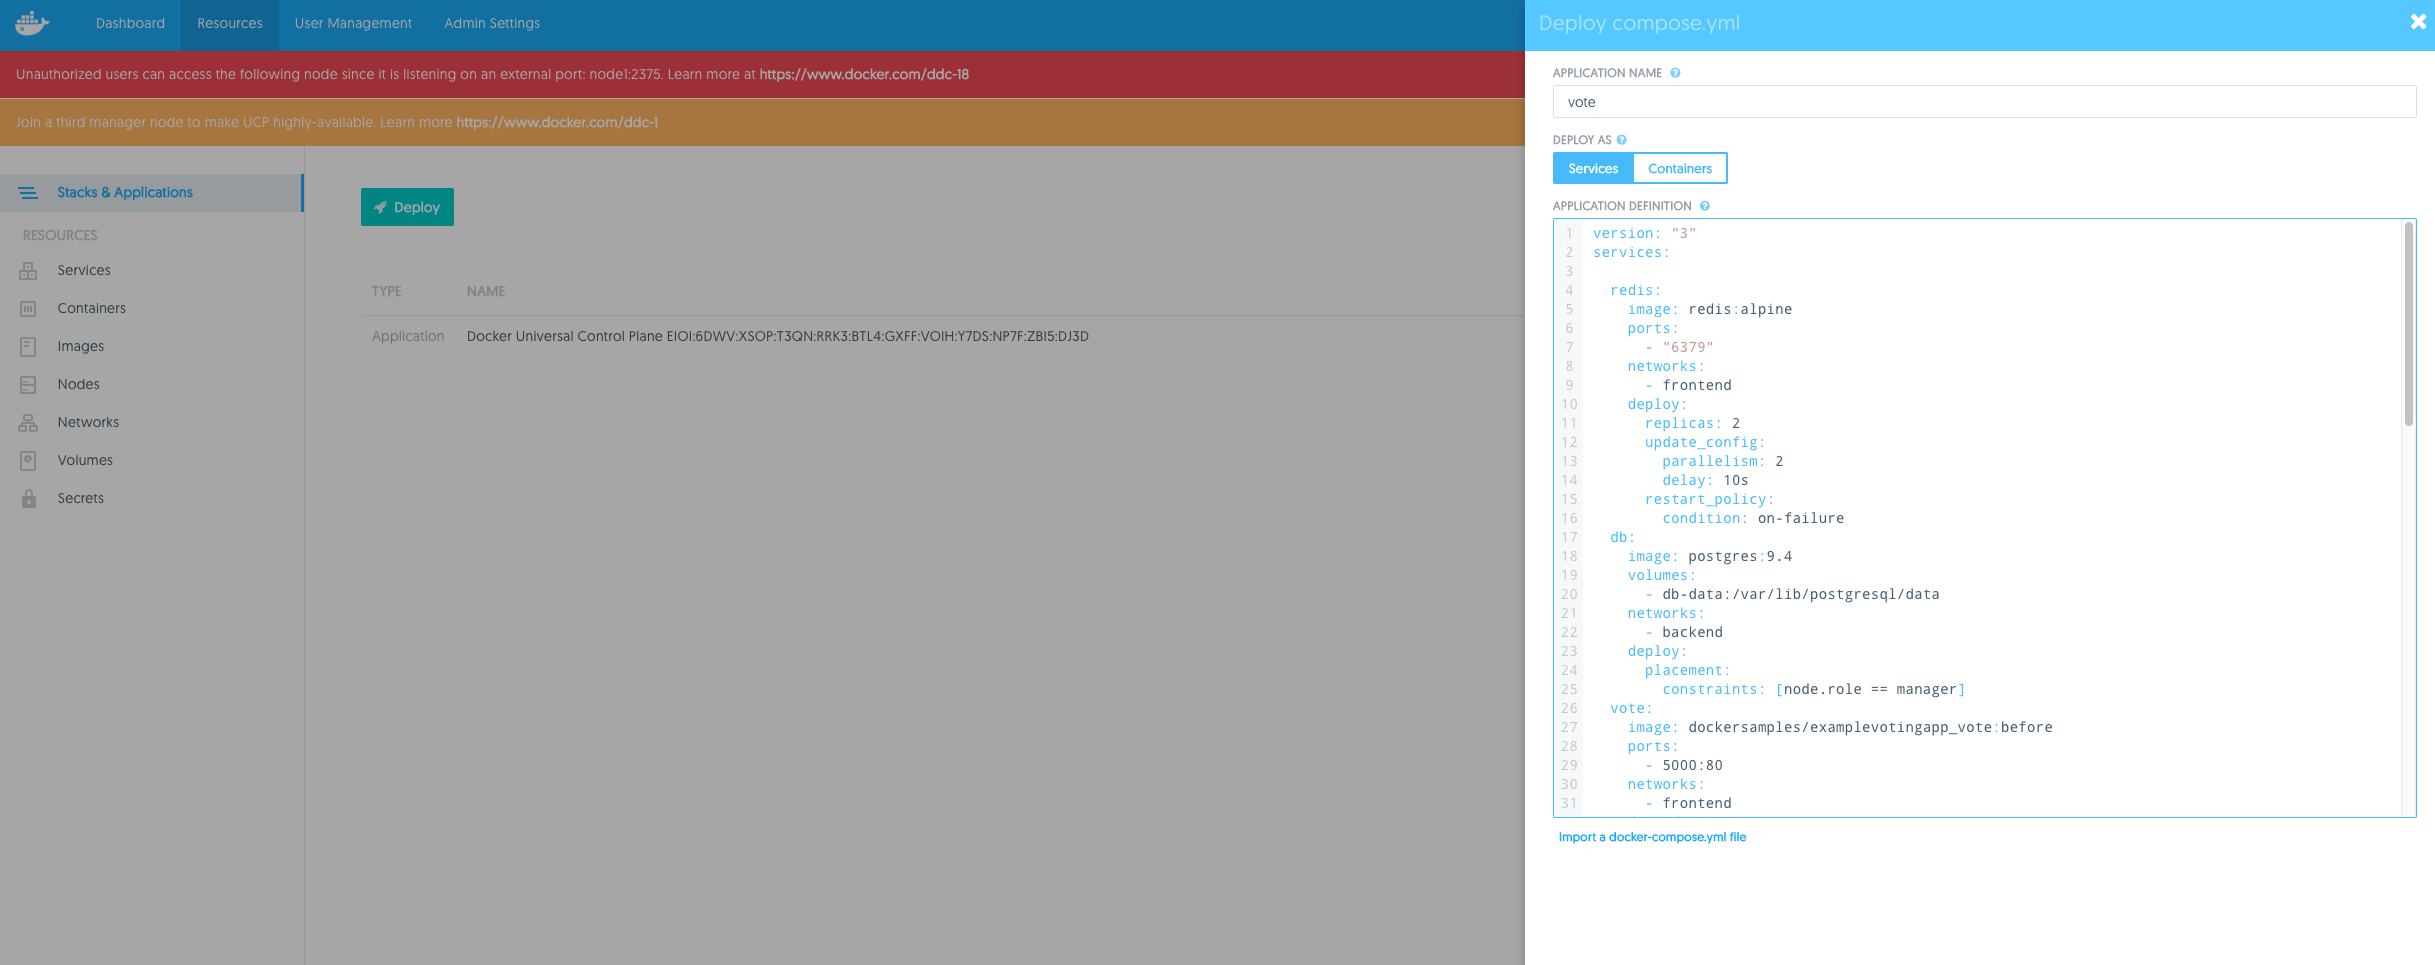 Dashboard
Resources
User Management
Admin Settings
Unauthorized users can access the following node since it is listening on an external port: node1:2375. Learn more at https://www.docker.com/ddc-18
Join a third manager node to make UCP highly-available. Learn more https://www.docker.com/ddc-1
Stacks & Applications
RESOURCES
Services
Containers
Images
Nodes
Networks
Volumes
Secrets
Deploy
TYPE NAME
Application Docker Universal Control Plane EIOI:6DWV:XSOP:T3QN:RRK3:BTL4:GXFF:VOIH:Y7DS:NP7F:ZBI5:DJ3D
Deploy compose.yml
APPLICATION NAME
vote
DEPLOY AS
Services Containers
APPLICATION DEFINITION
1 version: "3"
2 services:
3
4 redis:
5 image: redis:alpine
6 ports:
7 - "6379"
8 networks:
9 - frontend
10 deploy:
11 replicas: 2
12 update_config:
13 parallelism: 2
14 delay: 10s
15 restart_policy:
16 condition: on-failure
17 db:
18 image: postgres:9.4
19 volumes:
20 - db-data:/var/lib/postgresql/data
21 networks:
22 - backend
23 deploy:
24 placement:
25 constraints: [node.role == manager]
26 vote:
27 image: dockersamples/examplevotingapp_vote:before
28 ports:
29 - 5000:80
30 networks:
31 - frontend
Import a docker-compose.yml file